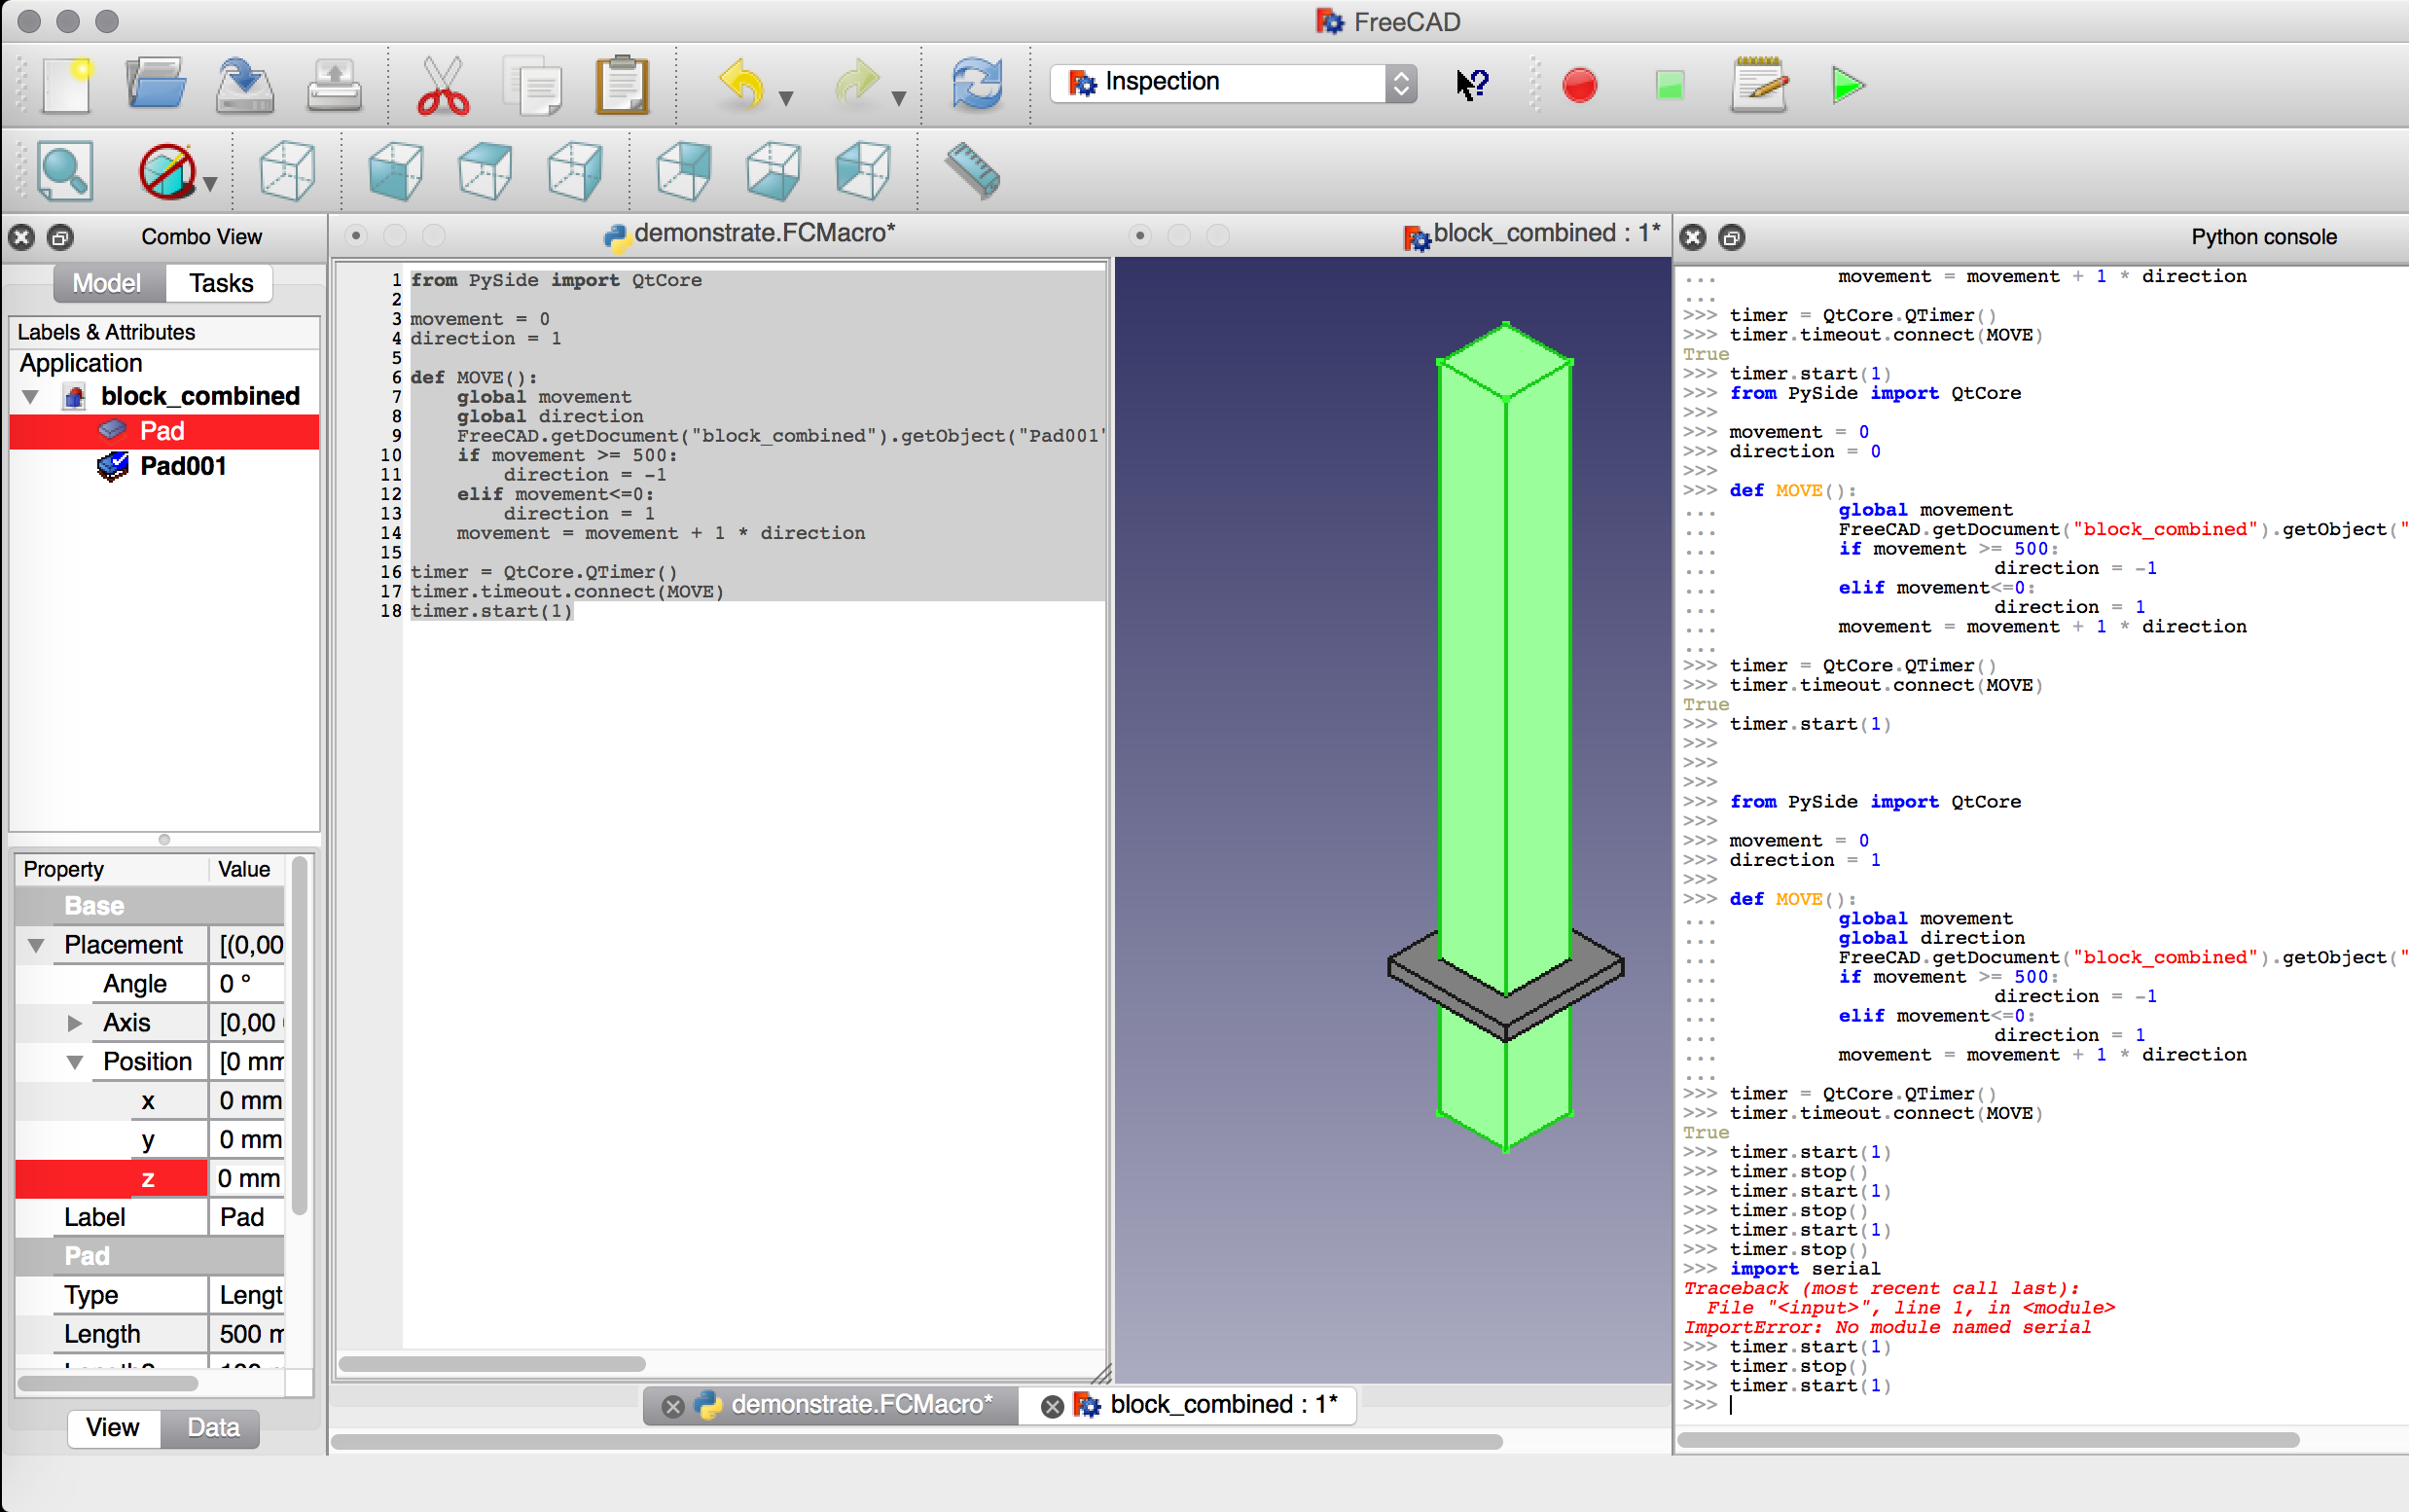 FreeCAD
Inspection
Combo View
Model
Tasks
Labels & Attributes
Application
block_combined
Pad
Pad001
Property
Value
Base
Placement
[(0,00
Angle
0 °
Axis
[0,00
Position
[0 mm
x
0 mm
y
0 mm
z
0 mm
Label
Pad
Pad
Type
Lengt
Length
500 m
View
Data
demonstrate.FCMacro*
1 from PySide import QtCore
2
3 movement = 0
4 direction = 1
5
6 def MOVE():
7     global movement
8     global direction
9     FreeCAD.getDocument("block_combined").getObject("Pad001"
10     if movement >= 500:
11         direction = -1
12     elif movement<=0:
13         direction = 1
14     movement = movement + 1 * direction
15
16 timer = QtCore.QTimer()
17 timer.timeout.connect(MOVE)
18 timer.start(1)
block_combined : 1*
demonstrate.FCMacro*
block_combined : 1*
Python console
...     movement = movement + 1 * direction
...
>>> timer = QtCore.QTimer()
>>> timer.timeout.connect(MOVE)
True
>>> timer.start(1)
>>> from PySide import QtCore
>>>
>>> movement = 0
>>> direction = 0
>>>
>>> def MOVE():
...     global movement
...     FreeCAD.getDocument("block_combined").getObject("
...     if movement >= 500:
...         direction = -1
...     elif movement<=0:
...         direction = 1
...     movement = movement + 1 * direction
...
>>> timer = QtCore.QTimer()
>>> timer.timeout.connect(MOVE)
True
>>> timer.start(1)
>>>
>>>
>>>
>>> from PySide import QtCore
>>>
>>> movement = 0
>>> direction = 1
>>>
>>> def MOVE():
...     global movement
...     global direction
...     FreeCAD.getDocument("block_combined").getObject("
...     if movement >= 500:
...         direction = -1
...     elif movement<=0:
...         direction = 1
...     movement = movement + 1 * direction
...
>>> timer = QtCore.QTimer()
>>> timer.timeout.connect(MOVE)
True
>>> timer.start(1)
>>> timer.stop()
>>> timer.start(1)
>>> timer.stop()
>>> timer.start(1)
>>> timer.stop()
>>> import serial
Traceback (most recent call last):
  File "<input>", line 1, in <module>
ImportError: No module named serial
>>> timer.start(1)
>>> timer.stop()
>>> timer.start(1)
>>>